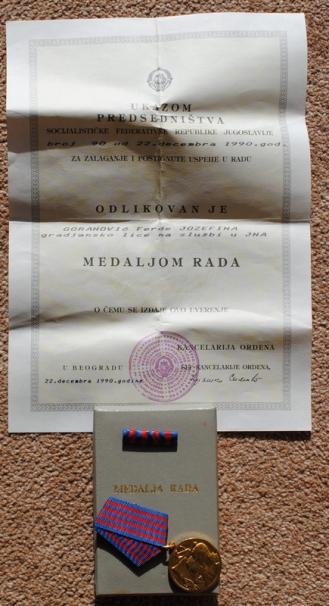 UKAZOM
PREDSEDNIŠTVA
SOCIJALISTIČKE FEDERATIVNE REPUBLIKE JUGOSLAVIJE
broj 90 od 22.decembra 1990.god.
ZA ZALAGANJE I POSTIGNUTE USPEHE U RADU
ODLIKOVAN JE
GORANOVIĆ Ferde JOZEFINA
gradjansko lice na službi u JNA
MEDALJOM RADA
O ČEMU SE IZDAJE OVO UVERENJE
KANCELARIJA ORDENA
U BEOGRADU
KANCELARIJE ORDENA,
22.decembra 1990.godine
MEDALJA RADA